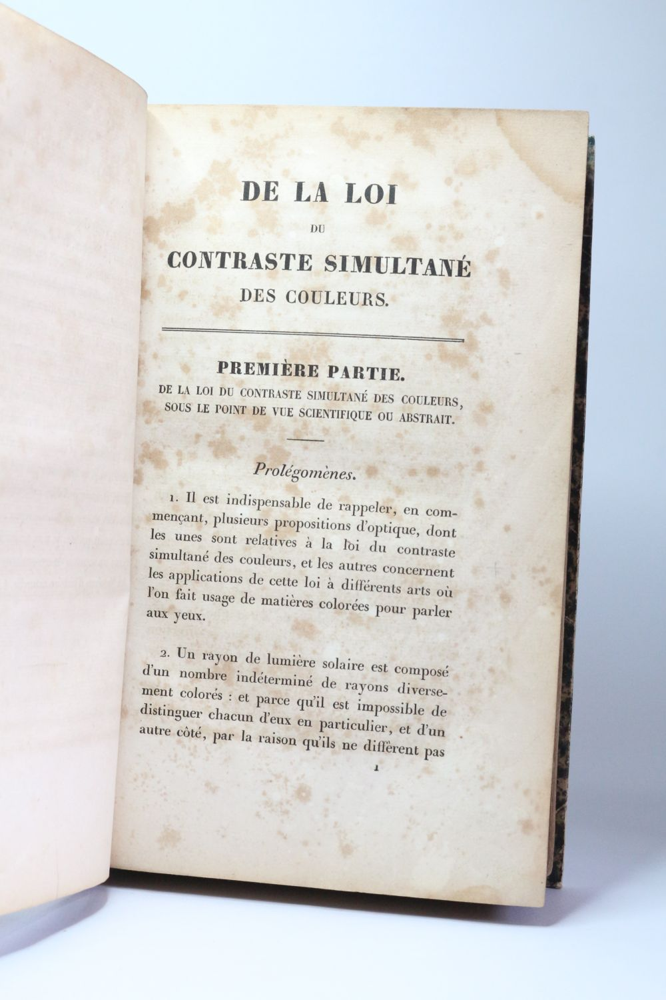 DE LA LOI
DU
CONTRASTE SIMULTANÉ
DES COULEURS.
PREMIÈRE PARTIE.
DE LA LOI DU CONTRASTE SIMULTANÉ DES COULEURS,
SOUS LE POINT DE VUE SCIENTIFIQUE OU ABSTRAIT.
Prolégomènes.
1. Il est indispensable de rappeler, en com-
mençant, plusieurs propositions d'optique, dont
les unes sont relatives à la loi du contraste
simultané des couleurs, et les autres concernent
les applications de cette loi à différents arts où
l'on fait usage de matières colorées pour parler
aux yeux.
2. Un rayon de lumière solaire est composé
d'un nombre indéterminé de rayons diverse-
ment colorés : et parce qu'il est impossible de
distinguer chacun d'eux en particulier, et d'un
autre côté, par la raison qu'ils ne diffèrent pas
1